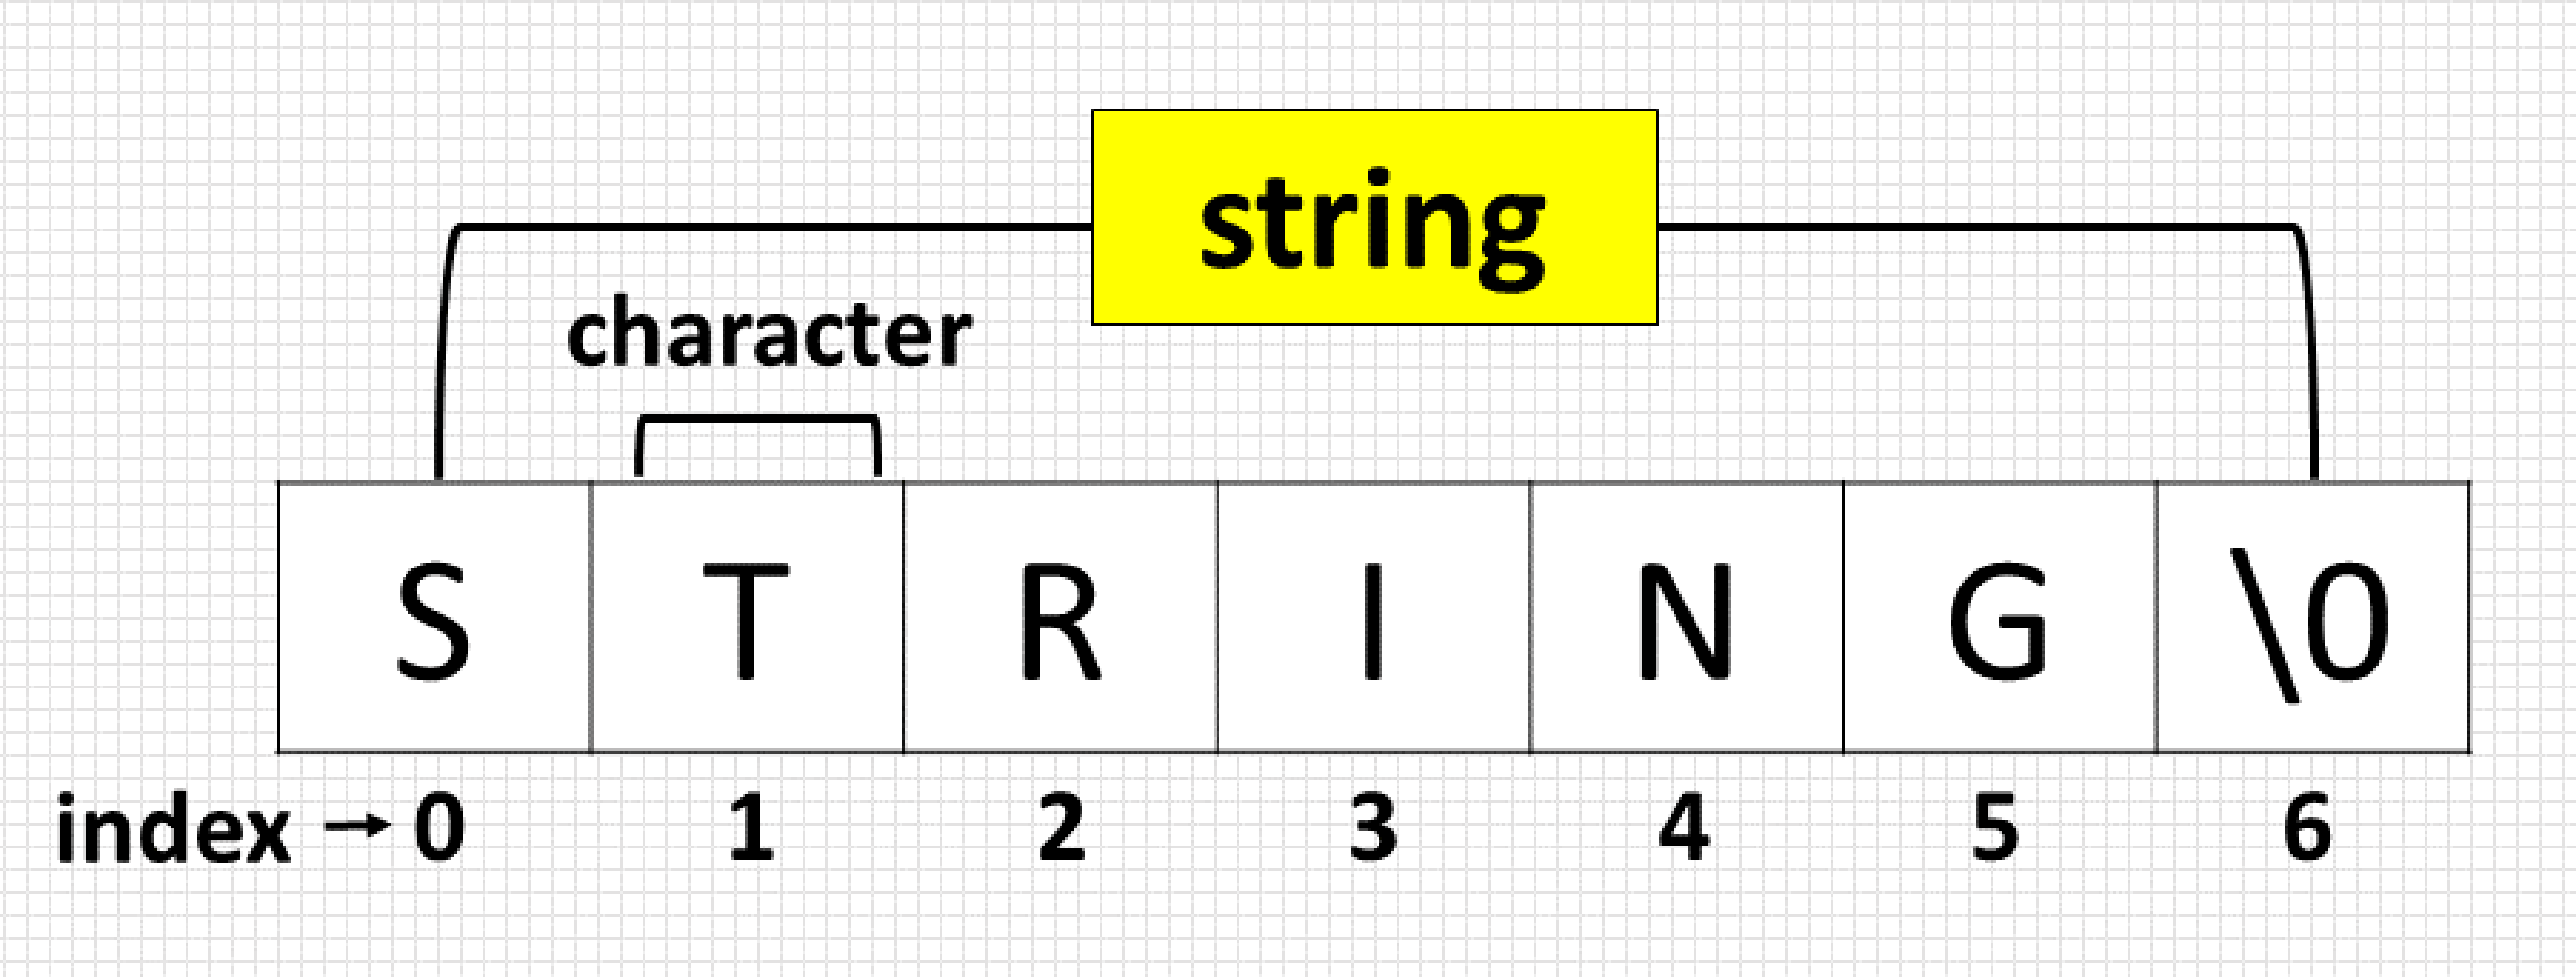 string
character
S T R I N G \0
index → 0 1 2 3 4 5 6